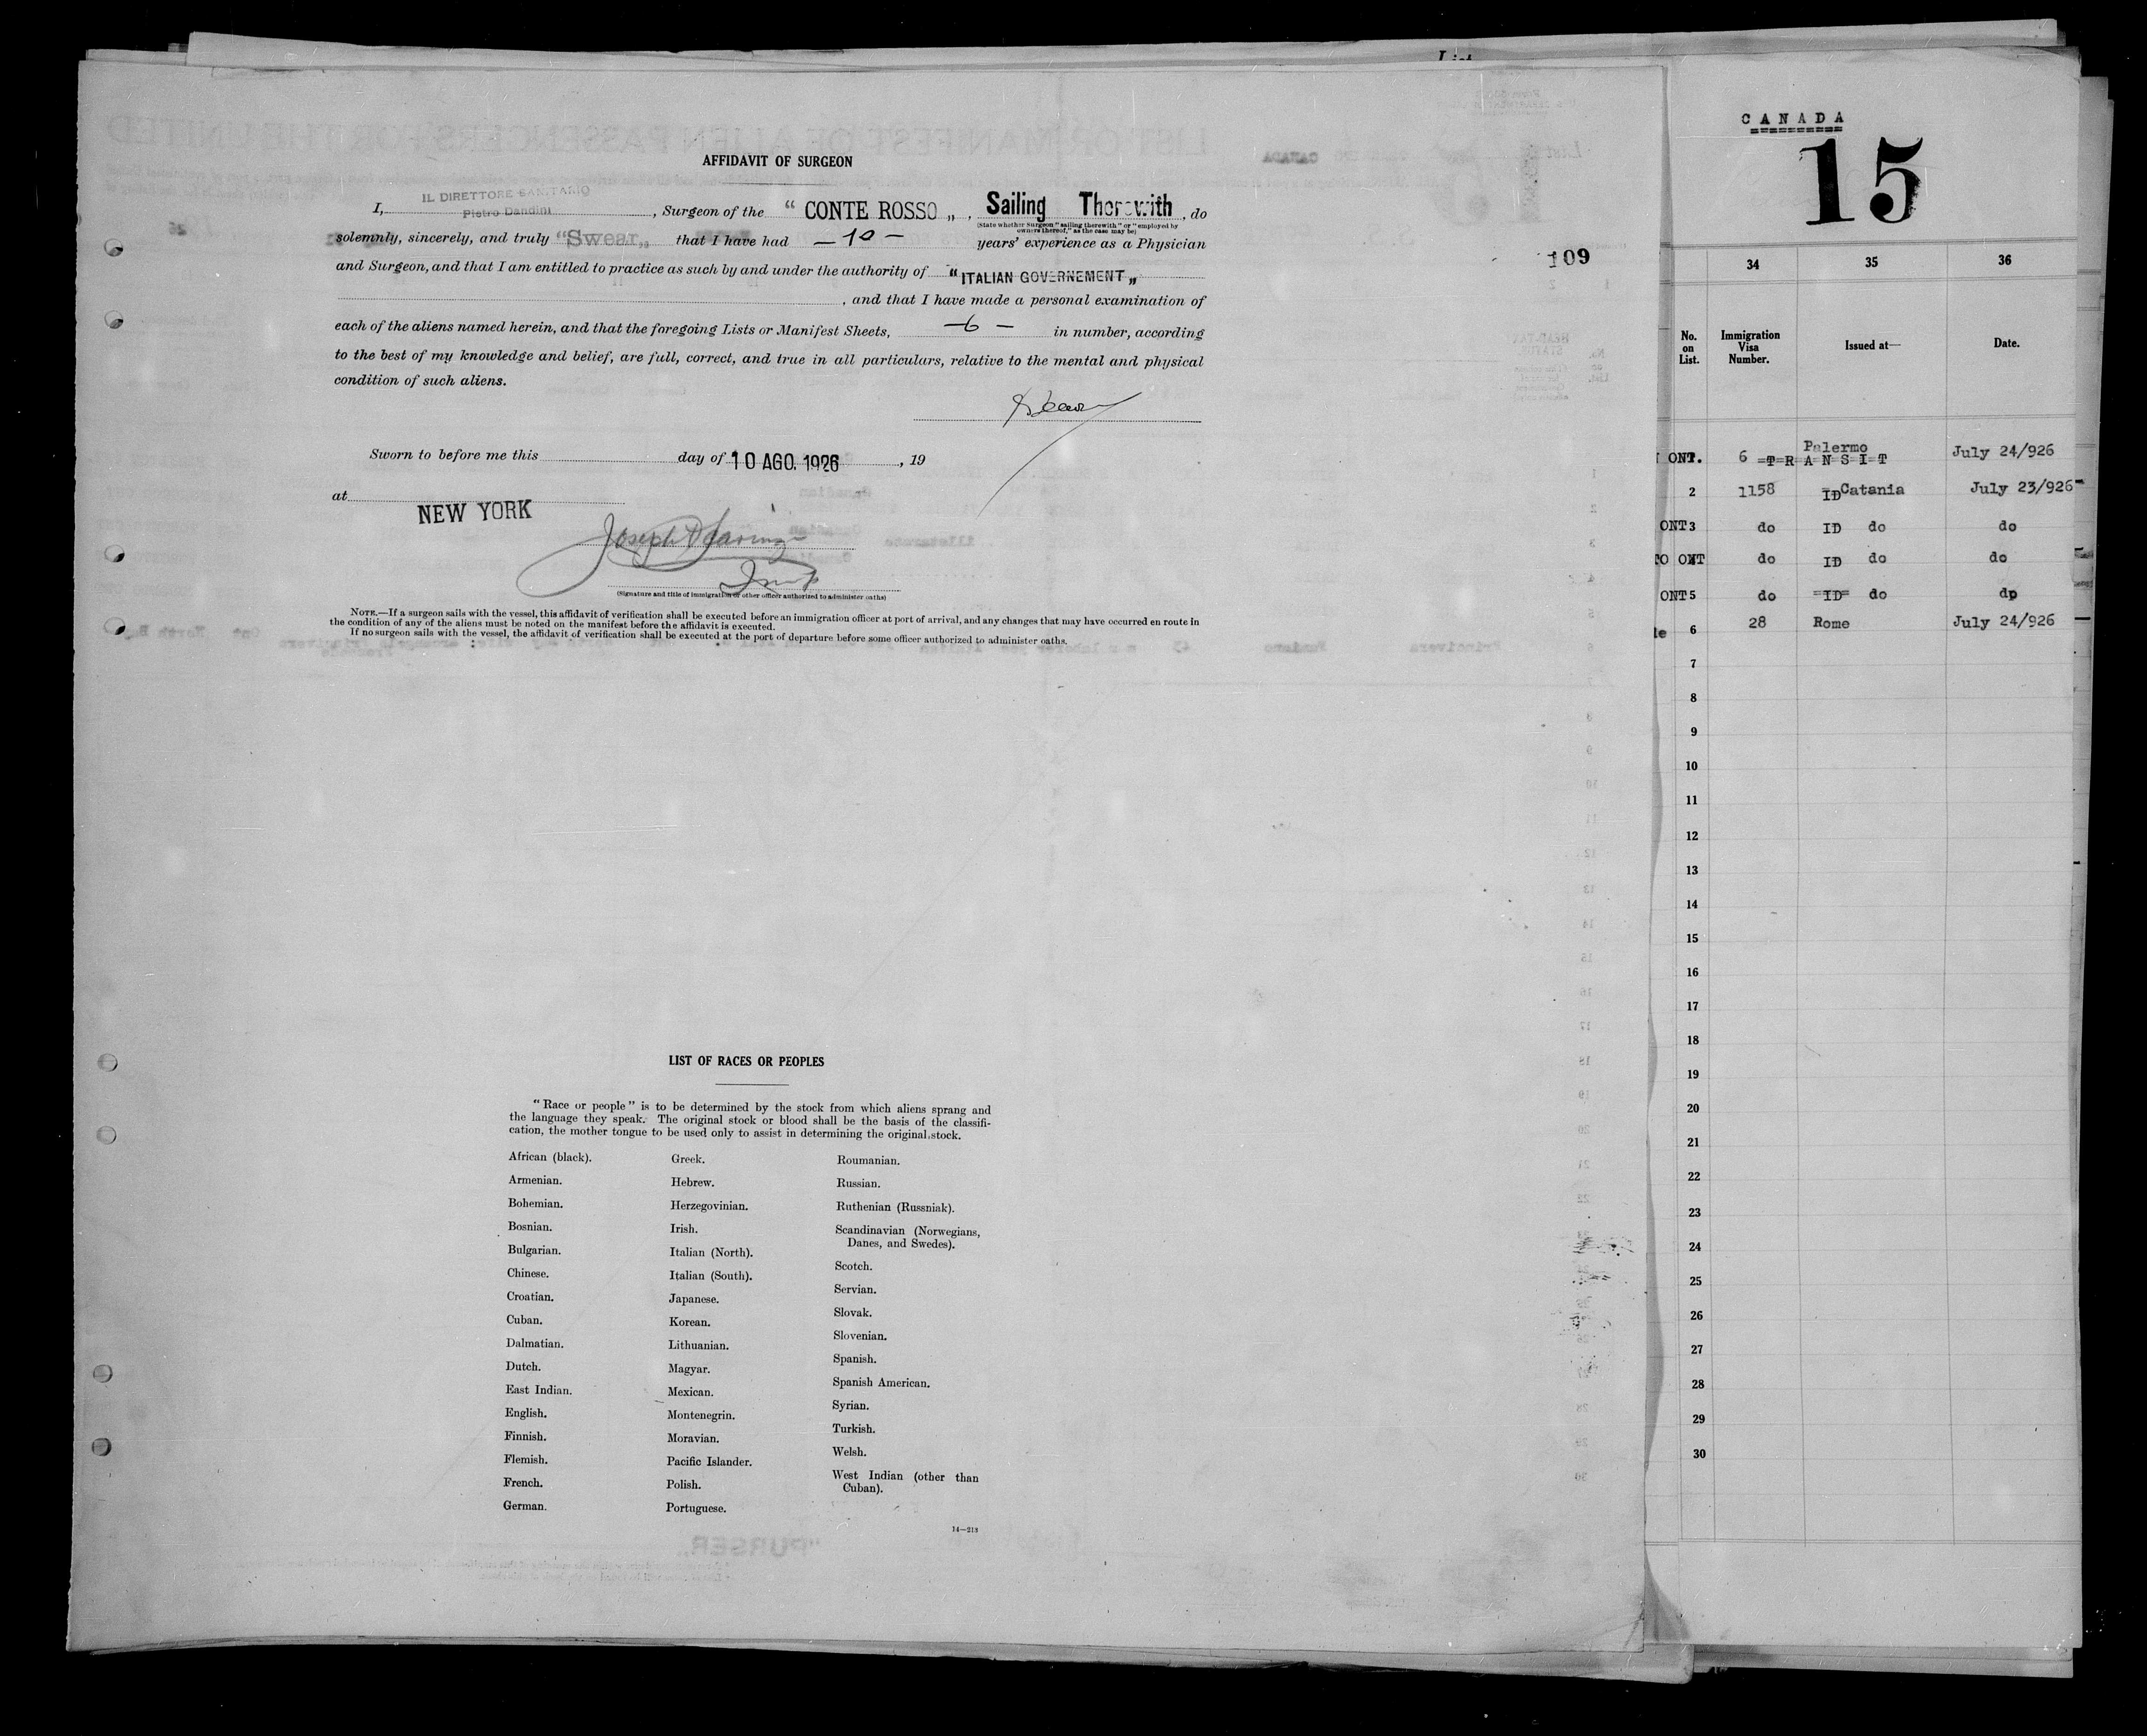 AFFIDAVIT OF SURGEON
IL DIRETTORE SANITARIO
Pietro Dandini
I, , Surgeon of the “ CONTE ROSSO „ , Sailing Therewith , do
(State whether Surgeon “sailing therewith” or “employed by
owners thereof,” as the case may be)
solemnly, sincerely, and truly “Swear„ that I have had — 10 — years’ experience as a Physician
and Surgeon, and that I am entitled to practice as such by and under the authority of “ITALIAN GOVERNEMENT„
, and that I have made a personal examination of
each of the aliens named herein, and that the foregoing Lists or Manifest Sheets, — 6 — in number, according
to the best of my knowledge and belief, are full, correct, and true in all particulars, relative to the mental and physical
condition of such aliens.
Sworn to before me this day of 10 AGO. 1926 , 19
at
NEW YORK
Joseph
(Signature and title of immigration or other officer authorized to administer oaths)
NOTE.—If a surgeon sails with the vessel, this affidavit of verification shall be executed before an immigration officer at port of arrival, and any changes that may have occurred en route in
the condition of any of the aliens must be noted on the manifest before the affidavit is executed.
If no surgeon sails with the vessel, the affidavit of verification shall be executed at the port of departure before some officer authorized to administer oaths.
109
LIST OF RACES OR PEOPLES
“Race or people” is to be determined by the stock from which aliens sprang and
the language they speak. The original stock or blood shall be the basis of the classifi-
cation, the mother tongue to be used only to assist in determining the original stock.
African (black).
Armenian.
Bohemian.
Bosnian.
Bulgarian.
Chinese.
Croatian.
Cuban.
Dalmatian.
Dutch.
East Indian.
English.
Finnish.
Flemish.
French.
German.
Greek.
Hebrew.
Herzegovinian.
Irish.
Italian (North).
Italian (South).
Japanese.
Korean.
Lithuanian.
Magyar.
Mexican.
Montenegrin.
Moravian.
Pacific Islander.
Polish.
Portuguese.
Roumanian.
Russian.
Ruthenian (Russniak).
Scandinavian (Norwegians,
Danes, and Swedes).
Scotch.
Servian.
Slovak.
Slovenian.
Spanish.
Spanish American.
Syrian.
Turkish.
Welsh.
West Indian (other than
Cuban).
14—213
CANADA
15
34 35 36
No. on List. Immigration Visa Number. Issued at— Date.
Palermo
ONT. 6 TRANSIT July 24/926
2 1158 ID Catania July 23/926
ONT 3 do ID do do
TO ONT do ID do do
ONT 5 do ID do do
6 28 Rome July 24/926
7
8
9
10
11
12
13
14
15
16
17
18
19
20
21
22
23
24
25
26
27
28
29
30